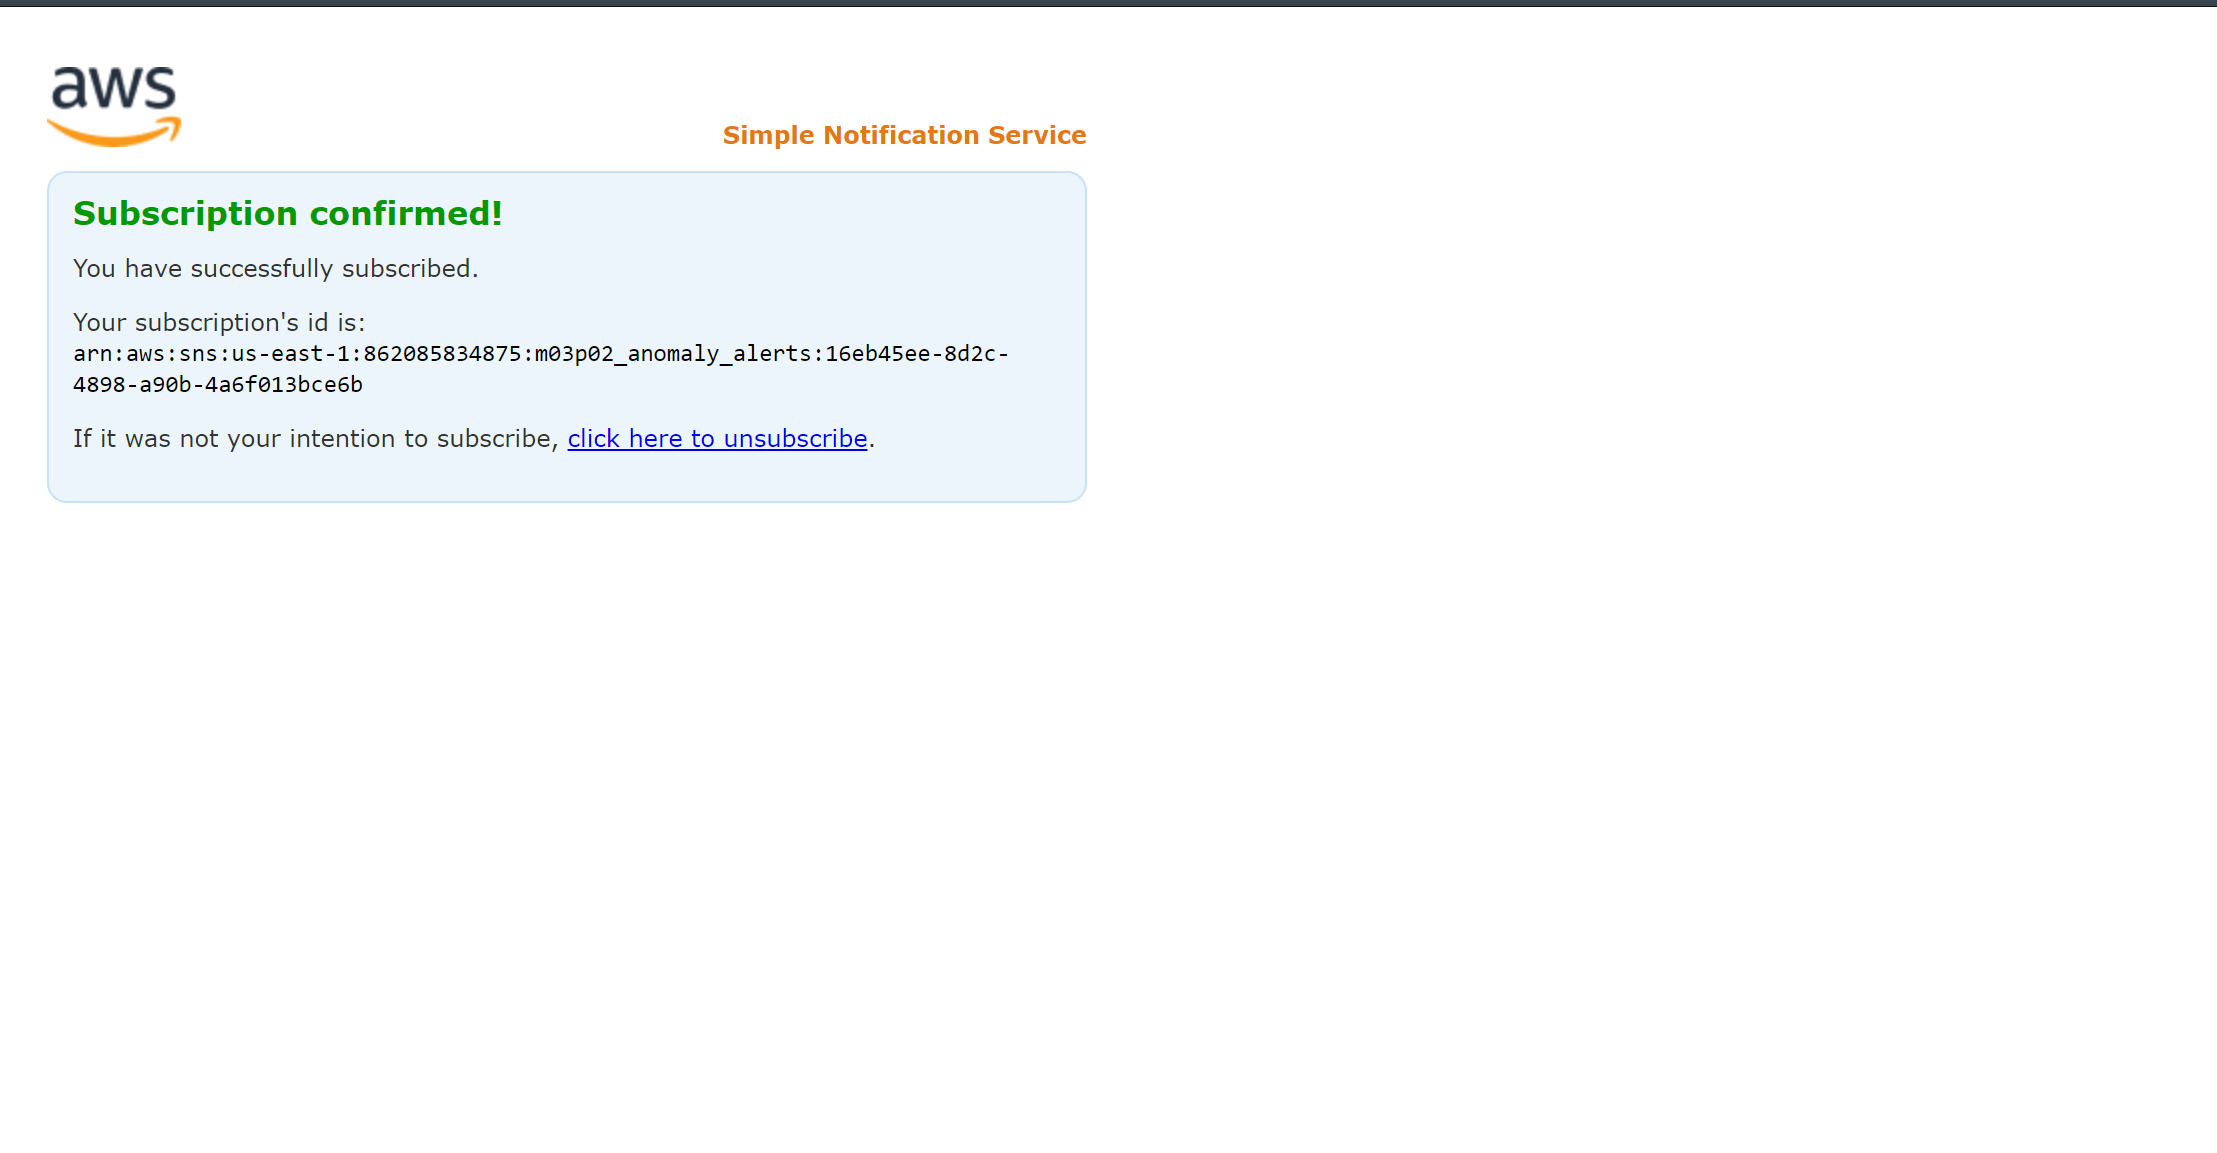 aws
Simple Notification Service
Subscription confirmed!
You have successfully subscribed.
Your subscription's id is:
arn:aws:sns:us-east-1:862085834875:m03p02_anomaly_alerts:16eb45ee-8d2c-
4898-a90b-4a6f013bce6b
If it was not your intention to subscribe, click here to unsubscribe.